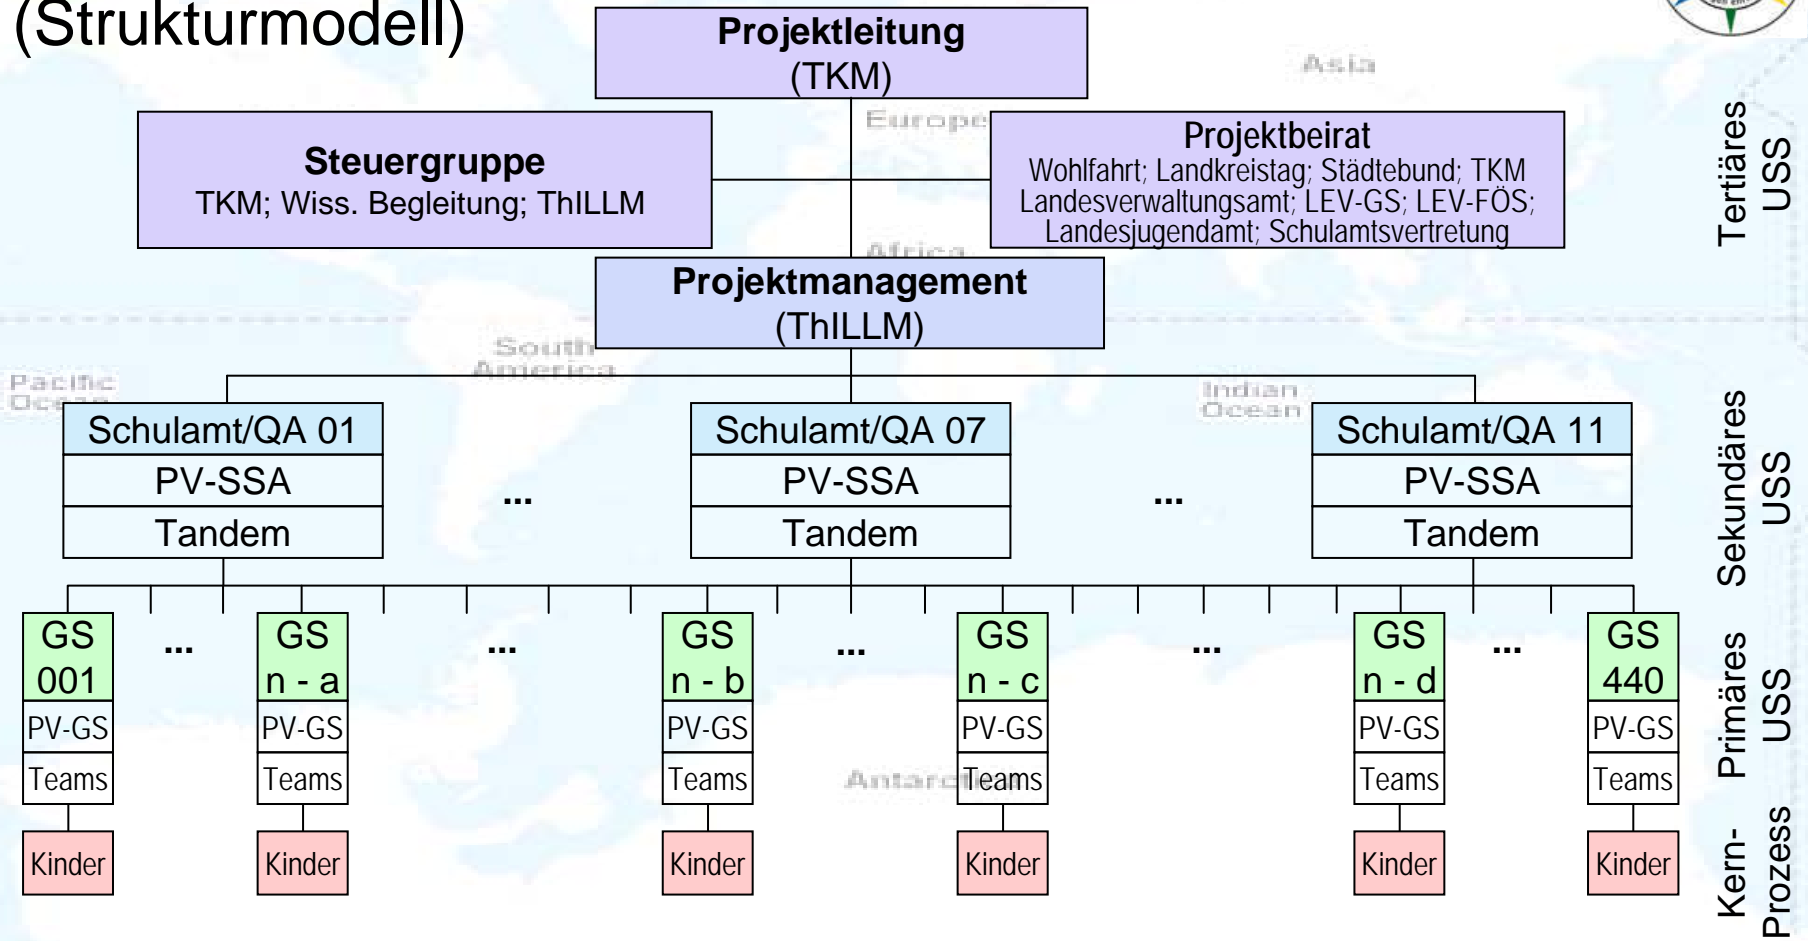 (Strukturmodell)
Projektleitung
(TKM)
Asia
Europe
Steuergruppe
TKM; Wiss. Begleitung; ThILLM
Projektbeirat
Wohlfahrt; Landkreistag; Städtebund; TKM
Landesverwaltungsamt; LEV-GS; LEV-FÖS;
Landesjugendamt; Schulamtsvertretung
Tertiäres
USS
Africa
Projektmanagement
(ThILLM)
South
America
Pacific
Ocean
Indian
Ocean
Schulamt/QA 01
PV-SSA
Tandem
...
Schulamt/QA 07
PV-SSA
Tandem
...
Schulamt/QA 11
PV-SSA
Tandem
Sekundäres
USS
GS
001
PV-GS
Teams
...
GS
n - a
PV-GS
Teams
...
GS
n - b
PV-GS
Teams
...
GS
n - c
PV-GS
Teams
...
GS
n - d
PV-GS
Teams
...
GS
440
PV-GS
Teams
Primäres
USS
Kinder
Kinder
Kinder
Kinder
Kinder
Kinder
Kern-
Prozess